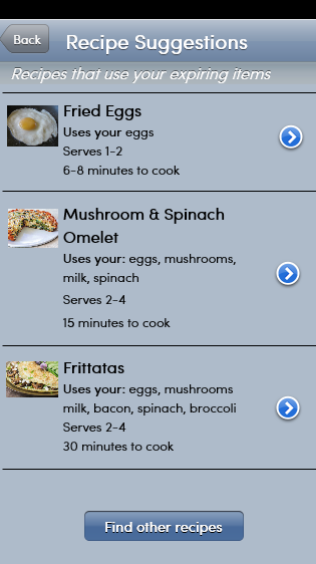 Back
Recipe Suggestions
Recipes that use your expiring items
Fried Eggs
Uses your eggs
Serves 1-2
6-8 minutes to cook
Mushroom & Spinach
Omelet
Uses your: eggs, mushrooms,
milk, spinach
Serves 2-4
15 minutes to cook
Frittatas
Uses your: eggs, mushrooms
milk, bacon, spinach, broccoli
Serves 2-4
30 minutes to cook
Find other recipes